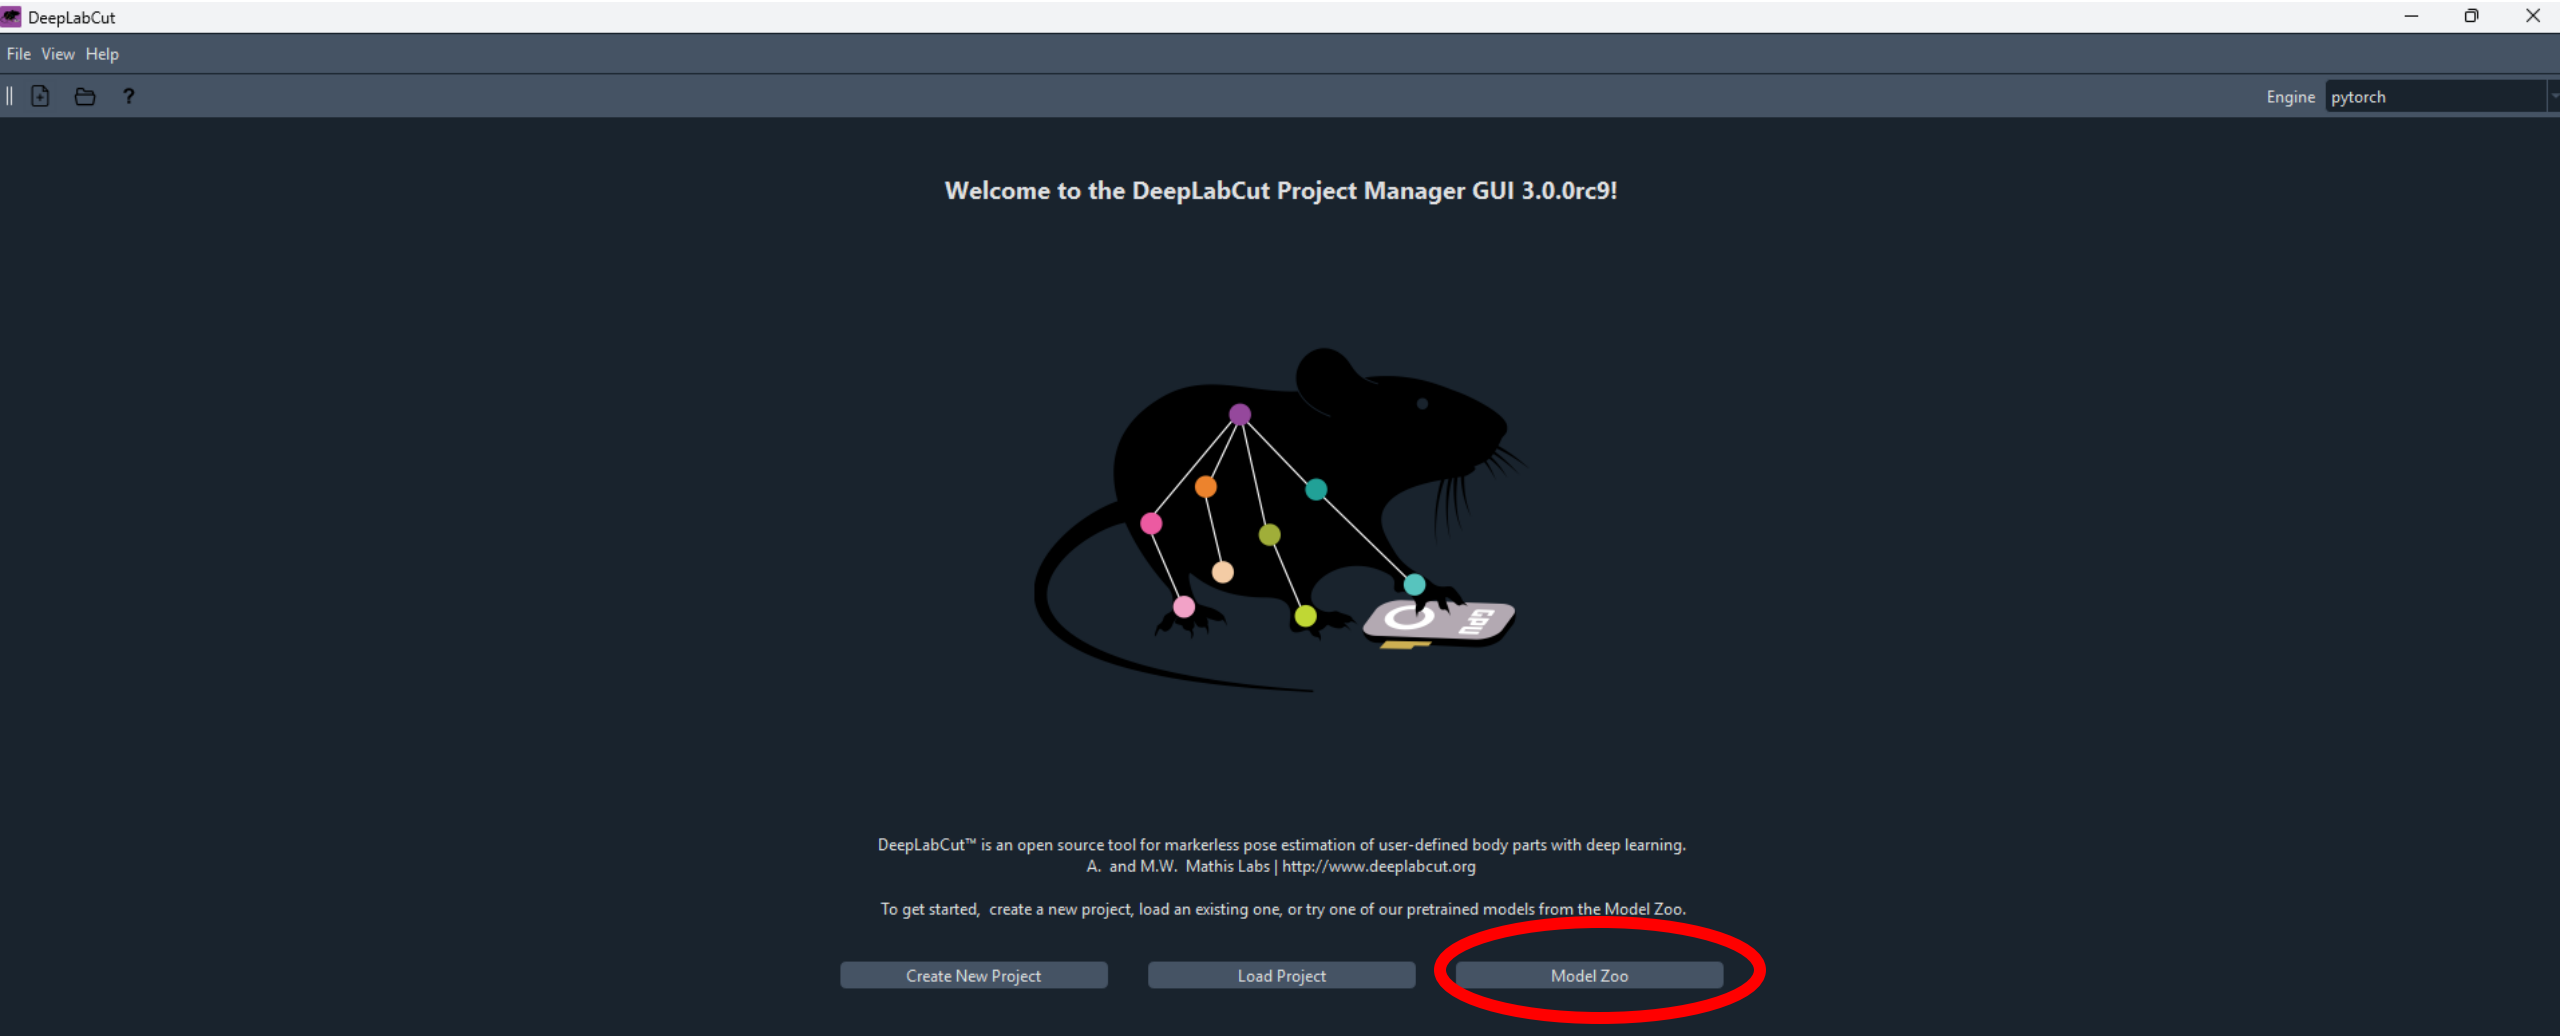 DeepLabCut
File View Help
? Engine pytorch
Welcome to the DeepLabCut Project Manager GUI 3.0.0rc9!
GPU
DeepLabCut™ is an open source tool for markerless pose estimation of user-defined body parts with deep learning.
A. and M.W. Mathis Labs | http://www.deeplabcut.org
To get started, create a new project, load an existing one, or try one of our pretrained models from the Model Zoo.
Create New Project Load Project Model Zoo